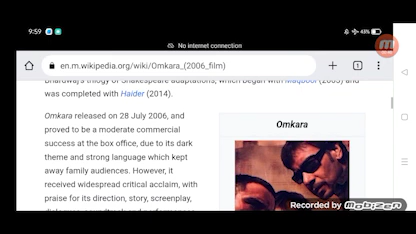 9:59
43%
No internet connection
en.m.wikipedia.org/wiki/Omkara_(2006_film)
1
Bhardwaj's trilogy of Shakespeare adaptations, which began with Maqbool (2003) and
was completed with Haider (2014).
Omkara released on 28 July 2006, and
proved to be a moderate commercial
success at the box office, due to its dark
theme and strong language which kept
away family audiences. However, it
received widespread critical acclaim, with
praise for its direction, story, screenplay,
Omkara
Recorded by
mobizen